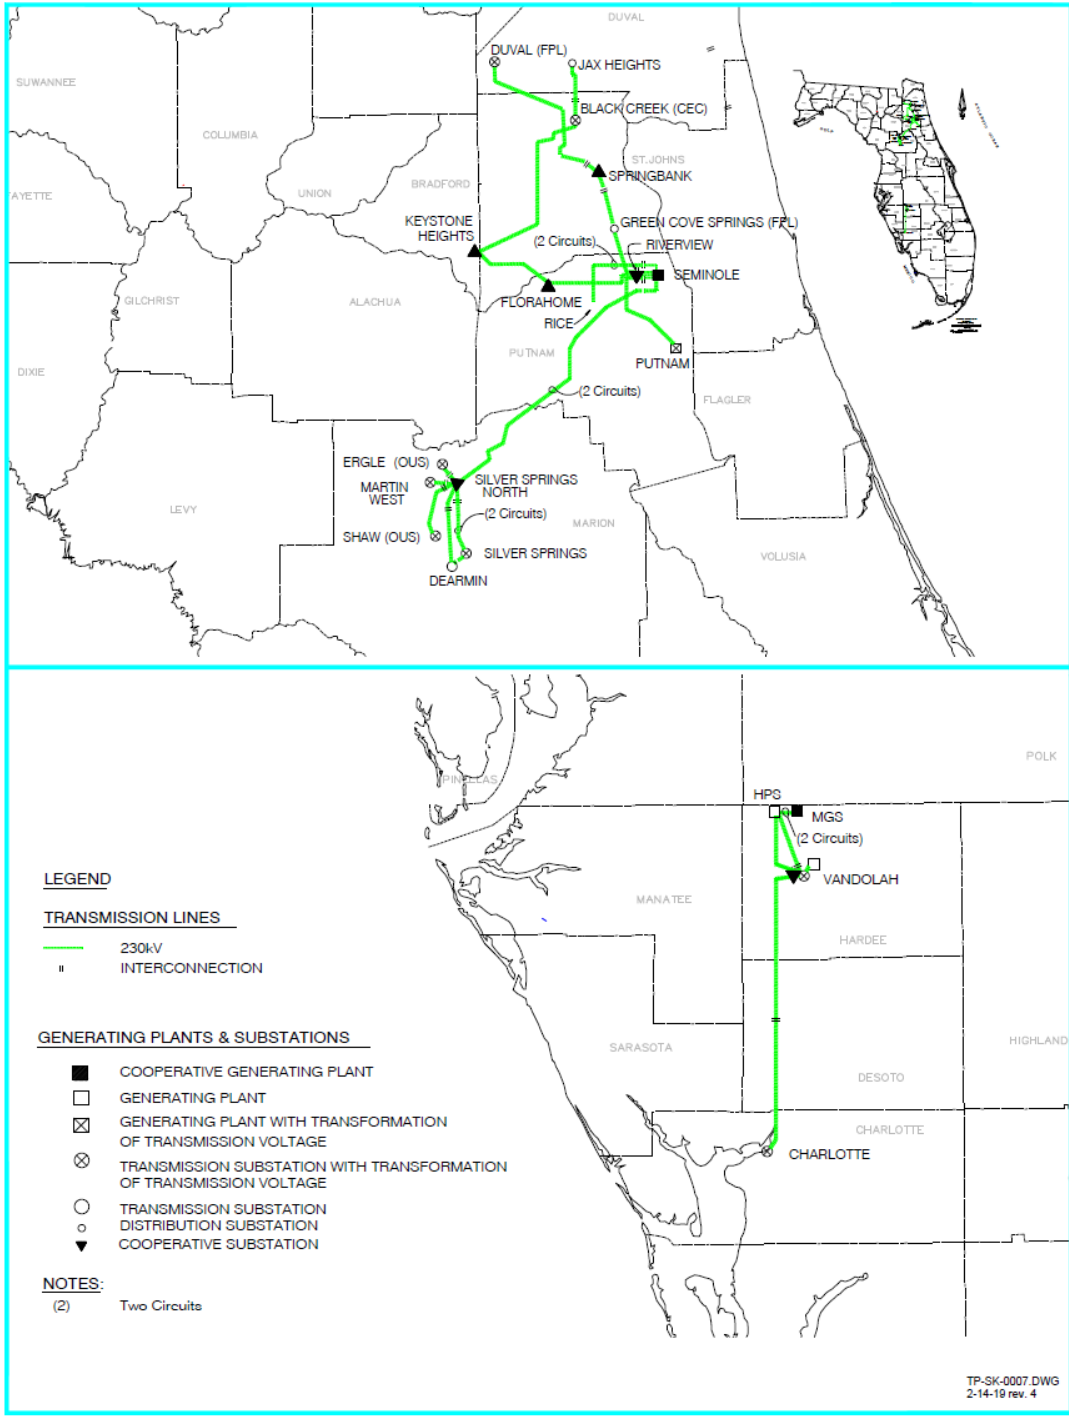 DUVAL
DUVAL (FPL)
JAX HEIGHTS
SUWANNEE
BLACK CREEK (CEC)
COLUMBIA
ST.JOHNS
SPRINGBANK
BRADFORD
UNION
AYETTE
KEYSTONE
HEIGHTS
GREEN COVE SPRINGS (FPL)
(2 Circuits)
RIVERVIEW
SEMINOLE
GILCHRIST
ALACHUA
FLORAHOME
RICE
PUTNAM
PUTNAM
DIXIE
(2 Circuits)
FLAGLER
ERGLE (OUS)
MARTIN
WEST
SILVER SPRINGS
NORTH
LEVY
(2 Circuits)
MARION
SHAW (OUS)
SILVER SPRINGS
VOLUSIA
DEARMIN
POLK
PINELLAS
HPS
MGS
(2 Circuits)
VANDOLAH
MANATEE
HARDEE
SARASOTA
HIGHLAND
DESOTO
CHARLOTTE
CHARLOTTE
LEGEND
TRANSMISSION LINES
230kV
INTERCONNECTION
GENERATING PLANTS & SUBSTATIONS
COOPERATIVE GENERATING PLANT
GENERATING PLANT
GENERATING PLANT WITH TRANSFORMATION
OF TRANSMISSION VOLTAGE
TRANSMISSION SUBSTATION WITH TRANSFORMATION
OF TRANSMISSION VOLTAGE
TRANSMISSION SUBSTATION
DISTRIBUTION SUBSTATION
COOPERATIVE SUBSTATION
NOTES:
(2) Two Circuits
TP-SK-0007.DWG
2-14-19 rev. 4